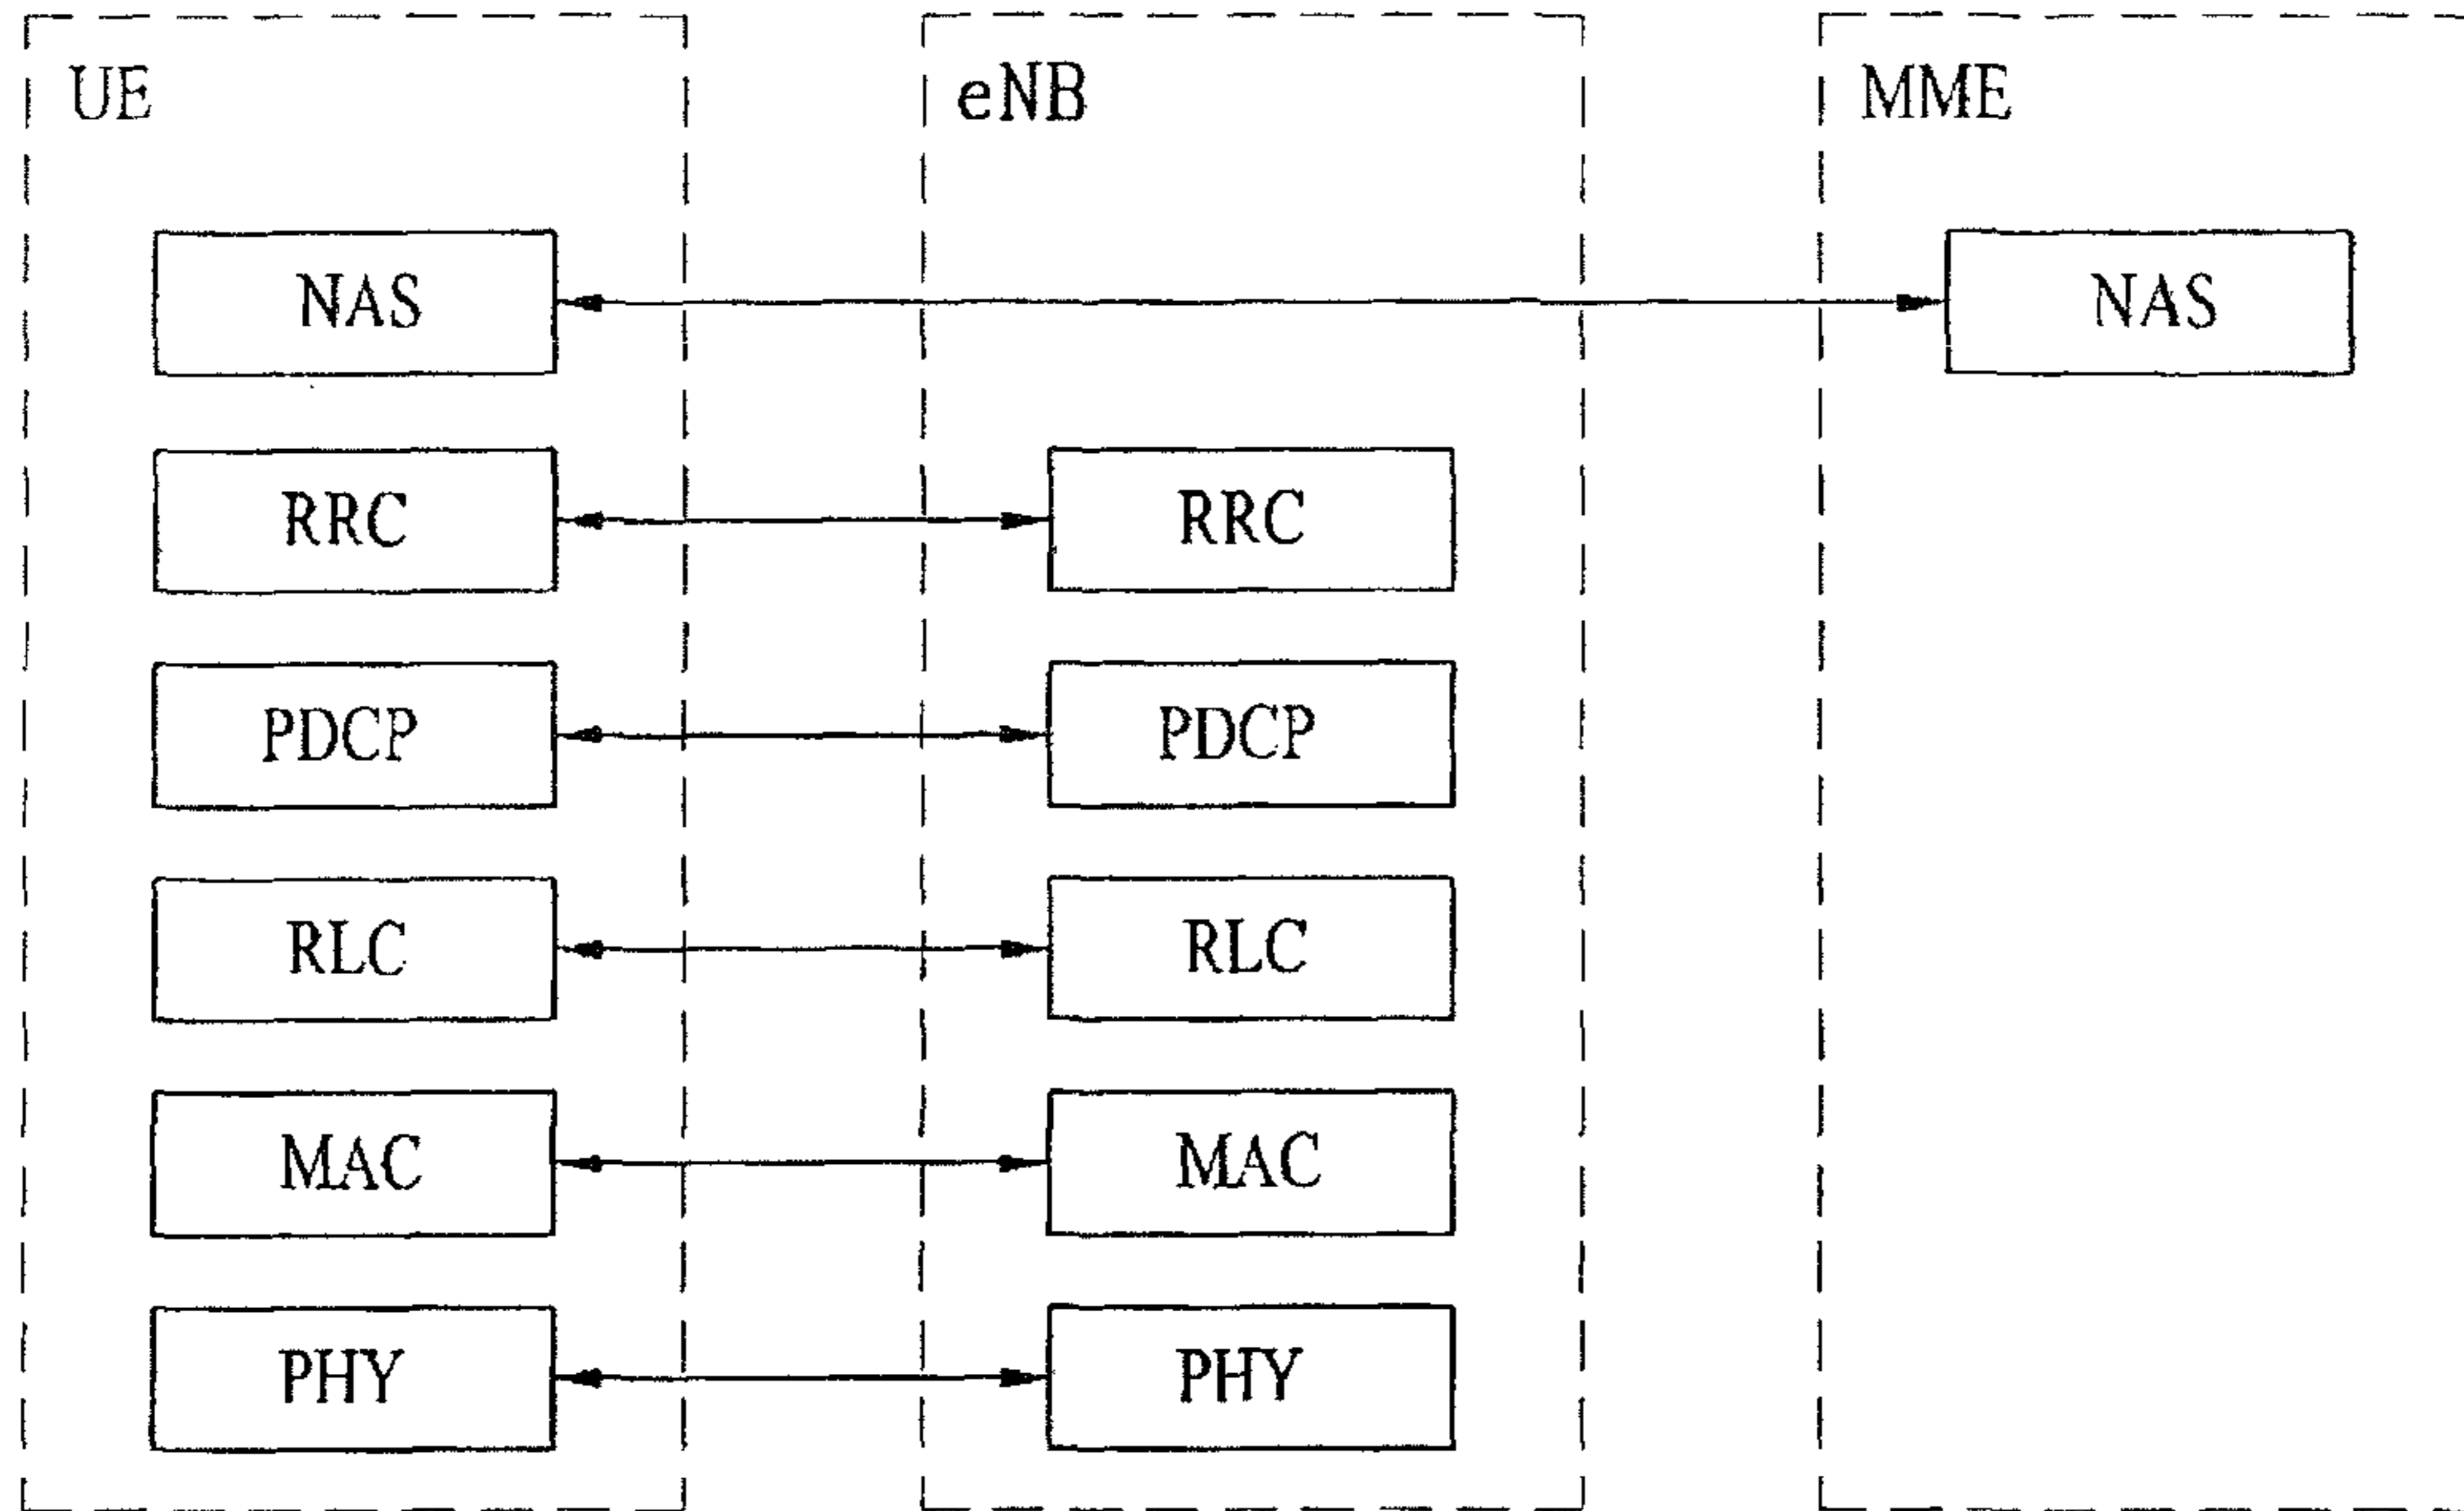 UE
eNB
MME
NAS
NAS
RRC
RRC
PDCP
PDCP
RLC
RLC
MAC
MAC
PHY
PHY